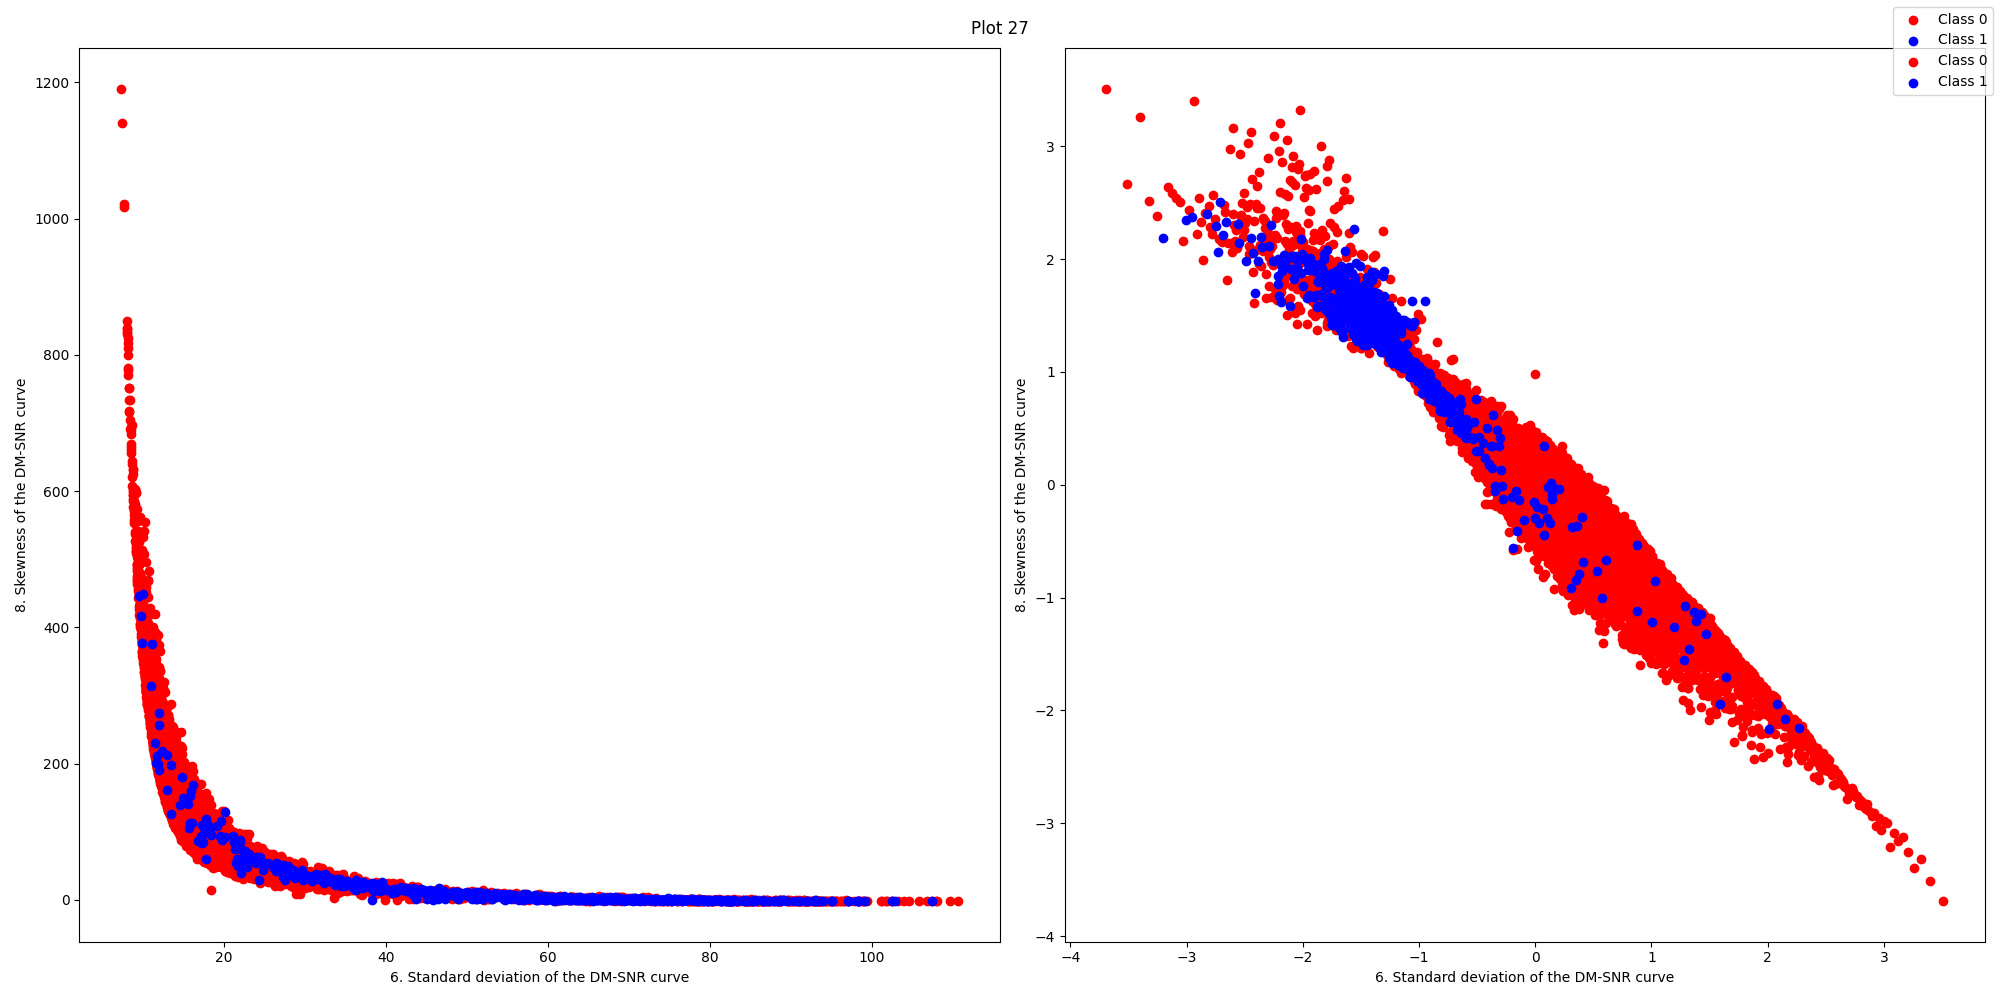 Plot 27
Class 0
Class 1
Class 0
Class 1
8. Skewness of the DM-SNR curve
1200
1000
800
600
400
200
0
20 40 60 80 100
6. Standard deviation of the DM-SNR curve
8. Skewness of the DM-SNR curve
3
2
1
0
−1
−2
−3
−4
−4 −3 −2 −1 0 1 2 3
6. Standard deviation of the DM-SNR curve